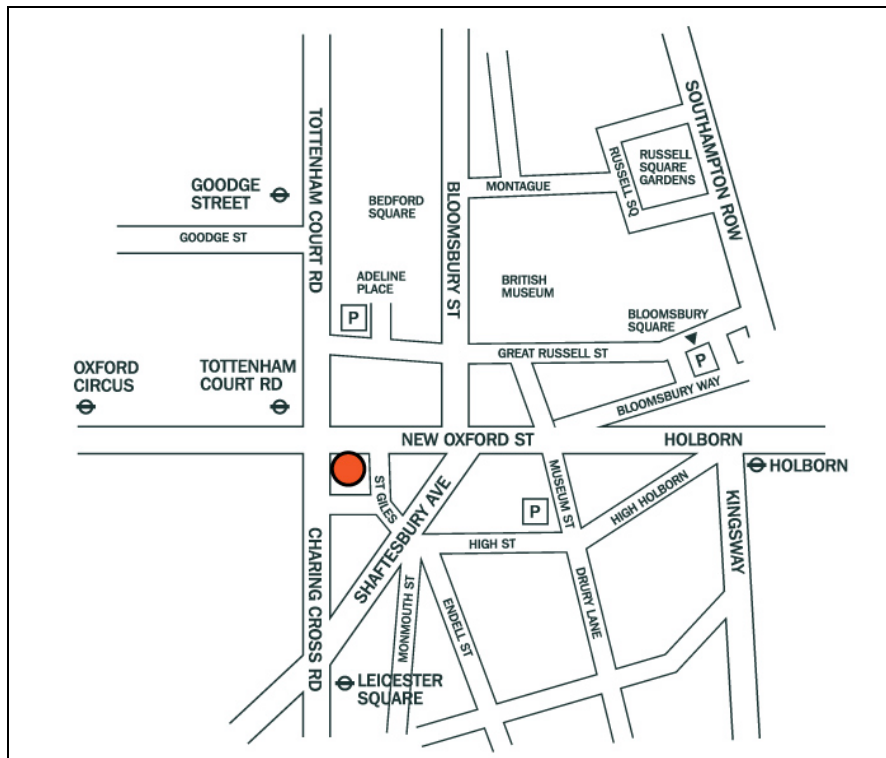 TOTTENHAM COURT RD
BLOOMSBURY ST
SOUTHAMPTON ROW
RUSSELL
SQUARE
GARDENS
RUSSELL SQ
MONTAGUE
GOODGE
STREET
BEDFORD
SQUARE
GOODGE ST
ADELINE
PLACE
BRITISH
MUSEUM
P
BLOOMSBURY
SQUARE
GREAT RUSSELL ST
P
OXFORD
CIRCUS
TOTTENHAM
COURT RD
BLOOMSBURY WAY
NEW OXFORD ST
HOLBORN
HOLBORN
ST GILES
SHAFTESBURY AVE
MUSEUM ST
HIGH HOLBORN
KINGSWAY
P
HIGH ST
CHARING CROSS RD
MONMOUTH ST
ENDELL ST
DRURY LANE
LEICESTER
SQUARE